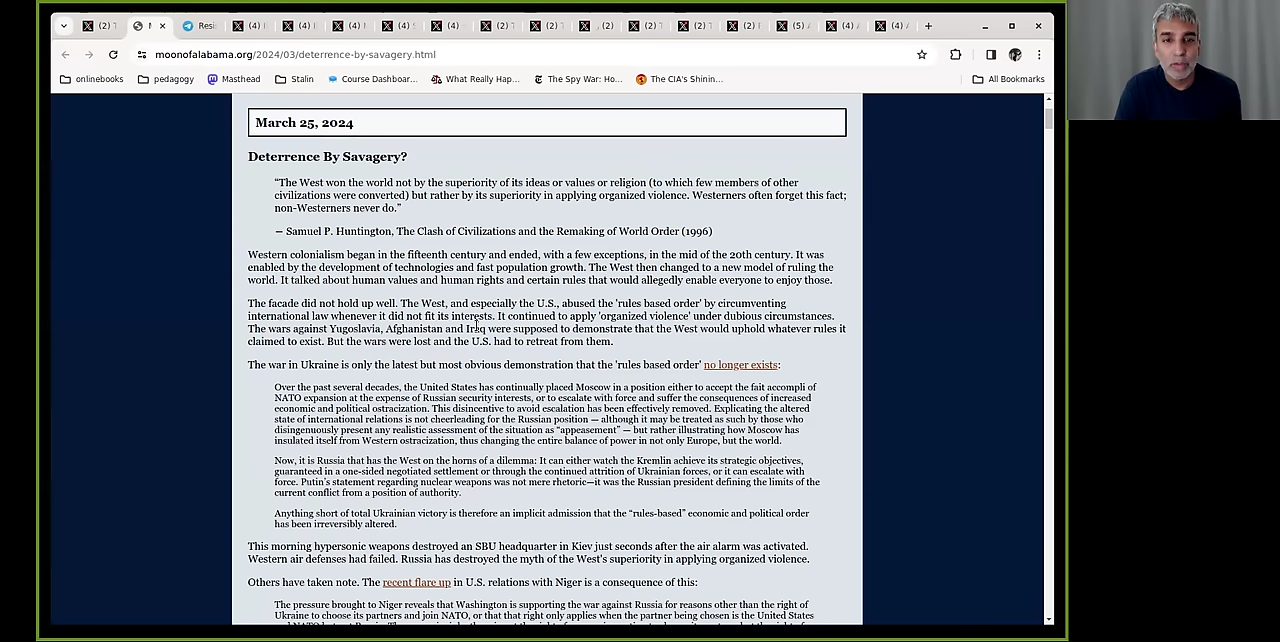 (2) T
Resi
(4)
(4)
(4)
(4)
(4)
(2) T
(2) T
(2)
(2) T
(2) T
(2)
(5)
(4)
(4)
moonofalabama.org/2024/03/deterrence-by-savagery.html
onlinebooks
pedagogy
Masthead
Stalin
Course Dashboar...
What Really Hap...
The Spy War: Ho...
The CIA's Shinin...
All Bookmarks
March 25, 2024
Deterrence By Savagery?
“The West won the world not by the superiority of its ideas or values or religion (to which few members of other
civilizations were converted) but rather by its superiority in applying organized violence. Westerners often forget this fact;
non-Westerners never do.”
— Samuel P. Huntington, The Clash of Civilizations and the Remaking of World Order (1996)
Western colonialism began in the fifteenth century and ended, with a few exceptions, in the mid of the 20th century. It was
enabled by the development of technologies and fast population growth. The West then changed to a new model of ruling the
world. It talked about human values and human rights and certain rules that would allegedly enable everyone to enjoy those.
The facade did not hold up well. The West, and especially the U.S., abused the 'rules based order' by circumventing
international law whenever it did not fit its interests. It continued to apply 'organized violence' under dubious circumstances.
The wars against Yugoslavia, Afghanistan and Iraq were supposed to demonstrate that the West would uphold whatever rules it
claimed to exist. But the wars were lost and the U.S. had to retreat from them.
The war in Ukraine is only the latest but most obvious demonstration that the 'rules based order' no longer exists:
Over the past several decades, the United States has continually placed Moscow in a position either to accept the fait accompli of
NATO expansion at the expense of Russian security interests, or to escalate with force and suffer the consequences of increased
economic and political ostracization. This disincentive to avoid escalation has been effectively removed. Explicating the altered
state of international relations is not cheerleading for the Russian position — although it may be treated as such by those who
disingenuously present any realistic assessment of the situation as “appeasement” — but rather illustrating how Moscow has
insulated itself from Western ostracization, thus changing the entire balance of power in not only Europe, but the world.
Now, it is Russia that has the West on the horns of a dilemma: It can either watch the Kremlin achieve its strategic objectives,
guaranteed in a one-sided negotiated settlement or through the continued attrition of Ukrainian forces, or it can escalate with
force. Putin’s statement regarding nuclear weapons was not mere rhetoric—it was the Russian president defining the limits of the
current conflict from a position of authority.
Anything short of total Ukrainian victory is therefore an implicit admission that the “rules-based” economic and political order
has been irreversibly altered.
This morning hypersonic weapons destroyed an SBU headquarter in Kiev just seconds after the air alarm was activated.
Western air defenses had failed. Russia has destroyed the myth of the West's superiority in applying organized violence.
Others have taken note. The recent flare up in U.S. relations with Niger is a consequence of this:
The pressure brought to Niger reveals that Washington is supporting the war against Russia for reasons other than the right of
Ukraine to choose its partners and join NATO, or that that right only applies when the partner being chosen is the United States